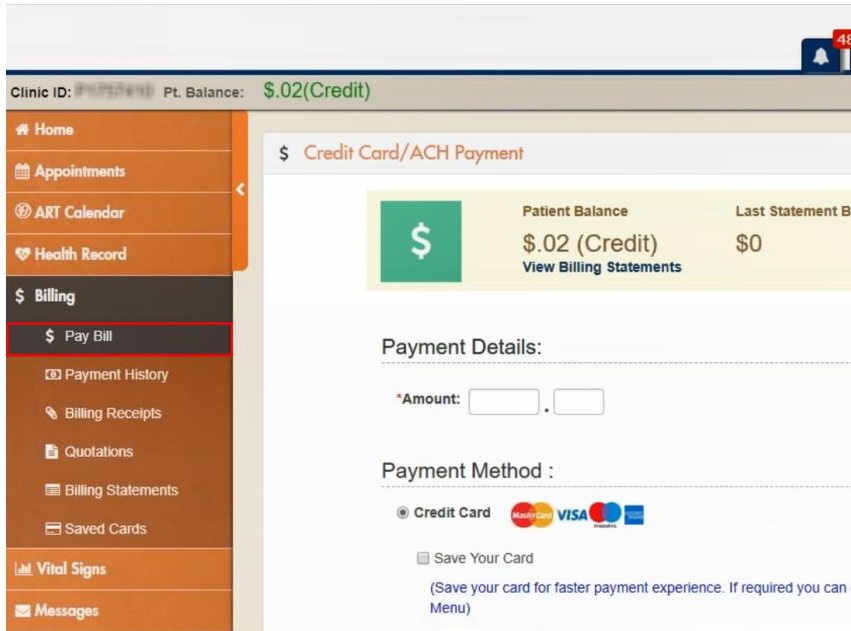 48
Clinic ID: Pt. Balance: $.02(Credit)
Home
Appointments
ART Calendar
Health Record
$ Billing
$ Pay Bill
Payment History
Billing Receipts
Quotations
Billing Statements
Saved Cards
Vital Signs
Messages
$ Credit Card/ACH Payment
$
Patient Balance
$.02 (Credit)
View Billing Statements
Last Statement B
$0
Payment Details:
*Amount: .
Payment Method :
Credit Card MasterCard VISA maestro
Save Your Card
(Save your card for faster payment experience. If required you can
Menu)